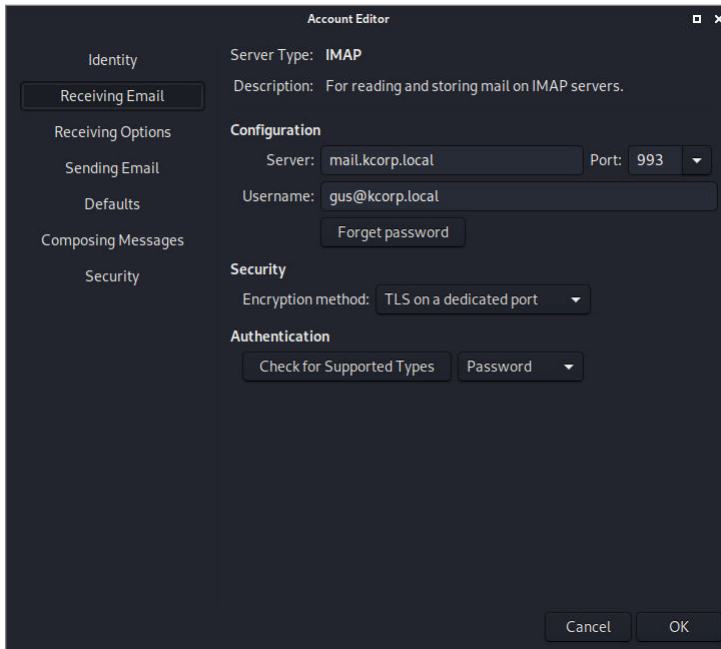 Account Editor
Identity
Receiving Email
Receiving Options
Sending Email
Defaults
Composing Messages
Security
Server Type: IMAP
Description: For reading and storing mail on IMAP servers.
Configuration
Server: mail.kcorp.local Port: 993
Username: gus@kcorp.local
Forget password
Security
Encryption method: TLS on a dedicated port
Authentication
Check for Supported Types Password
Cancel OK